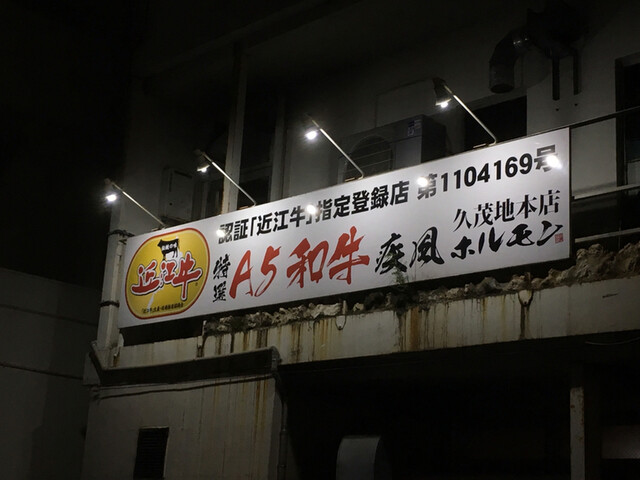 認証「近江牛」指定登録店 第1104169号
近江牛
特選 A5和牛 疾風
久茂地本店
ホルモン